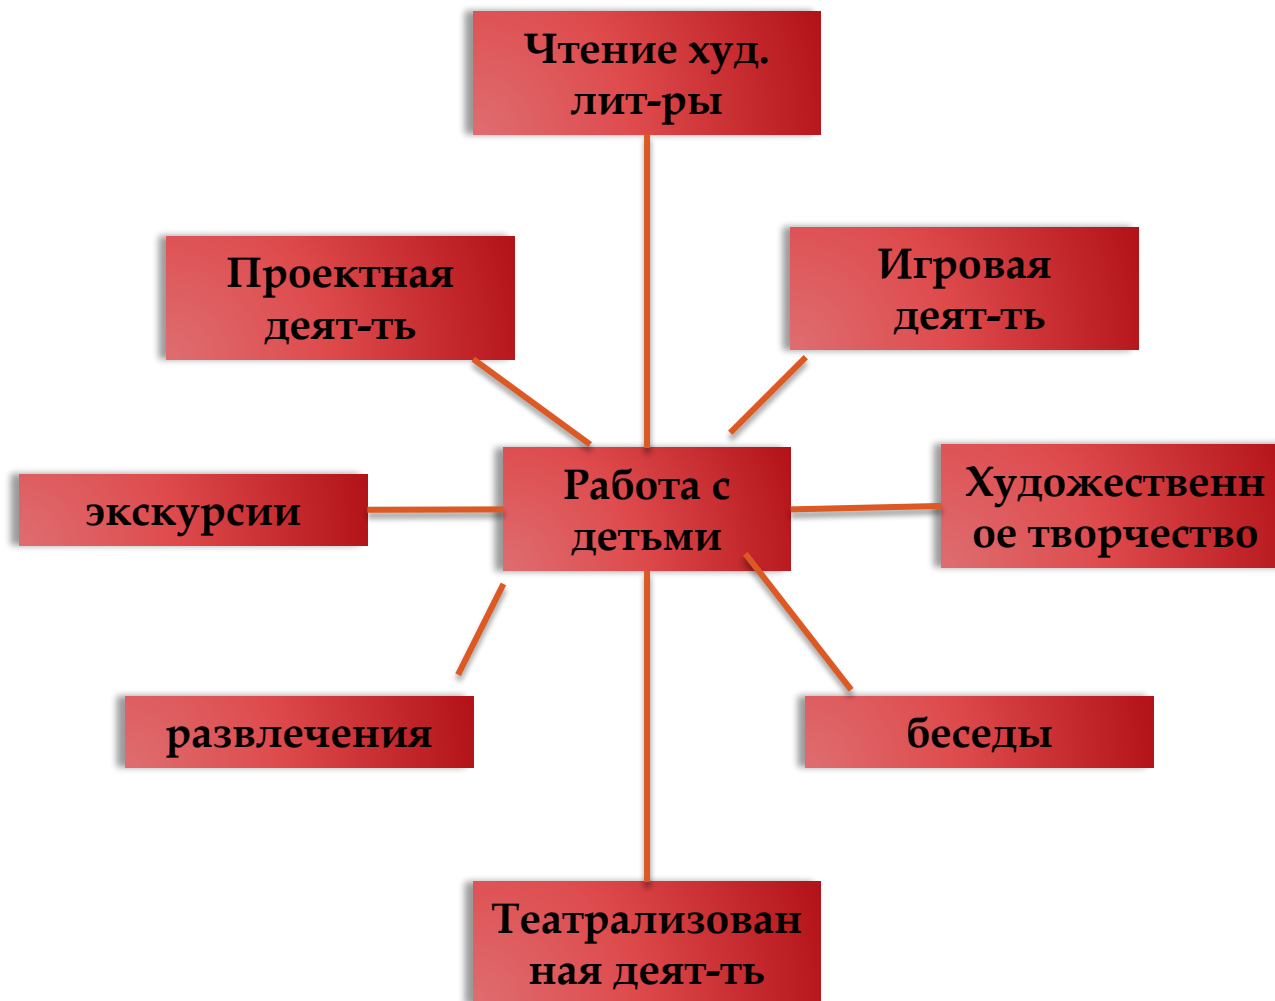 Чтение худ.
лит-ры
Проектная
деят-ть
Игровая
деят-ть
экскурсии
Работа с
детьми
Художественн
ое творчество
развлечения
беседы
Театрализован
ная деят-ть